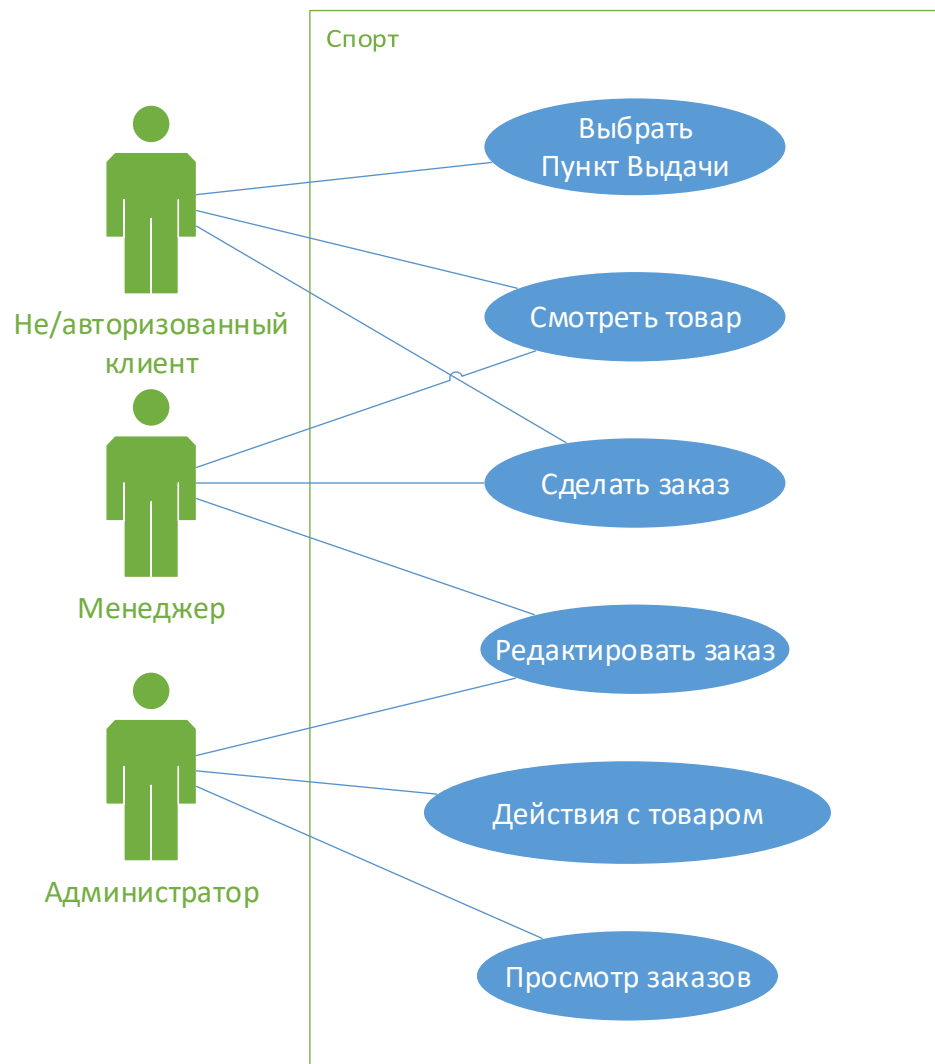 Спорт
Выбрать
Пункт Выдачи
Не/авторизованный
клиент
Смотреть товар
Сделать заказ
Менеджер
Редактировать заказ
Действия с товаром
Администратор
Просмотр заказов